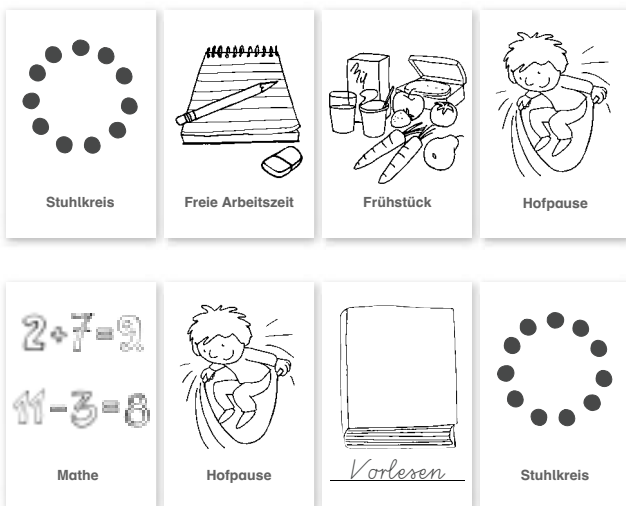 Stuhlkreis
Freie Arbeitszeit
Frühstück
Hofpause
2+7=9
11-3=8
Mathe
Hofpause
Vorlesen
Stuhlkreis